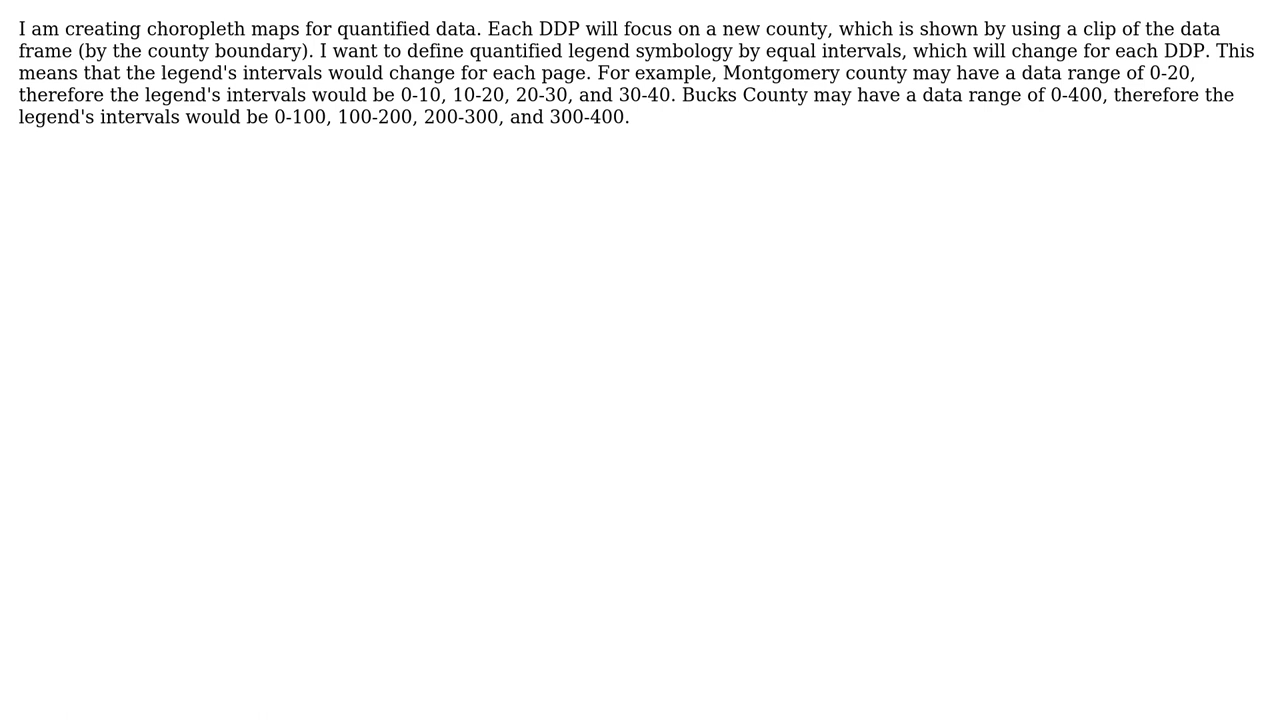 I am creating choropleth maps for quantified data. Each DDP will focus on a new county, which is shown by using a clip of the data
frame (by the county boundary). I want to define quantified legend symbology by equal intervals, which will change for each DDP. This
means that the legend's intervals would change for each page. For example, Montgomery county may have a data range of 0-20,
therefore the legend's intervals would be 0-10, 10-20, 20-30, and 30-40. Bucks County may have a data range of 0-400, therefore the
legend's intervals would be 0-100, 100-200, 200-300, and 300-400.